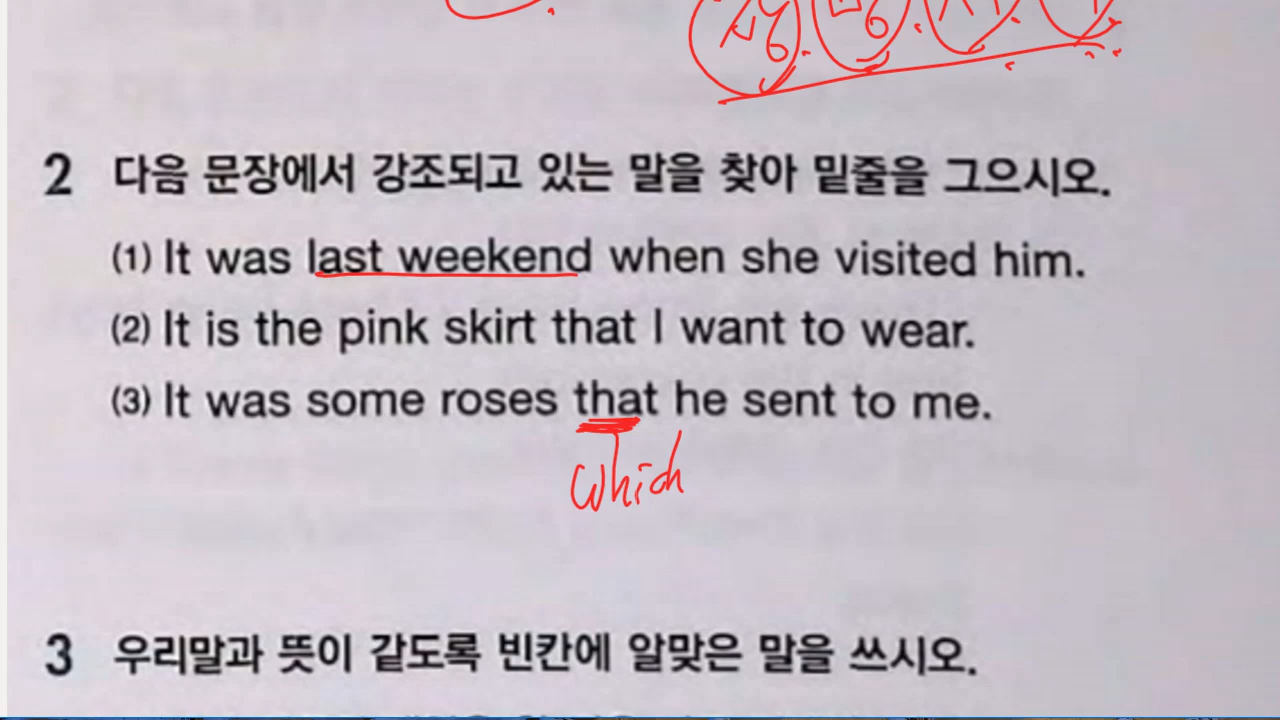 2 다음 문장에서 강조되고 있는 말을 찾아 밑줄을 그으시오.
(1) It was last weekend when she visited him.
(2) It is the pink skirt that I want to wear.
(3) It was some roses that he sent to me.
which
3 우리말과 뜻이 같도록 빈칸에 알맞은 말을 쓰시오.